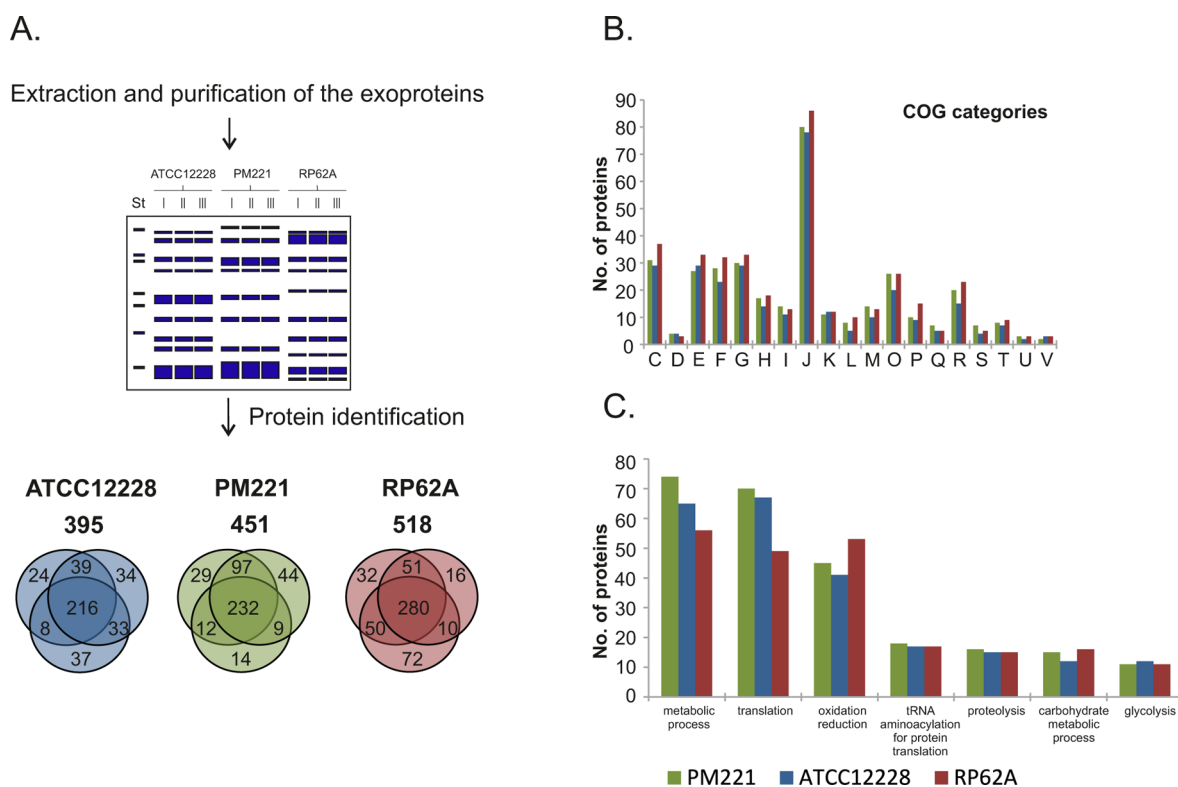 A.
Extraction and purification of the exoproteins
ATCC12228 PM221 RP62A
St I II III I II III I II III
Protein identification
ATCC12228 PM221 RP62A
395 451 518
24 39 34 29 97 44 32 51 16
216 232 280
8 33 12 9 50 10
37 14 72
B.
COG categories
No. of proteins
90
80
70
60
50
40
30
20
10
0
C D E F G H I J K L M O P Q R S T U V
C.
No. of proteins
80
70
60
50
40
30
20
10
0
metabolic process
translation
oxidation reduction
tRNA aminoacylation for protein translation
proteolysis
carbohydrate metabolic process
glycolysis
PM221 ATCC12228 RP62A